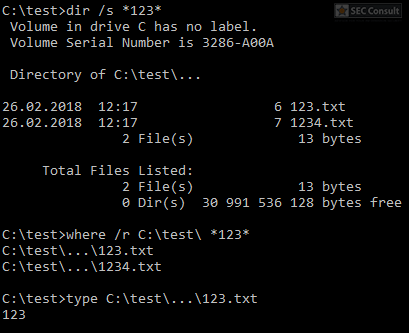 C:\test>dir /s *123*
SEC Consult
Volume in drive C has no label.
Volume Serial Number is 3286-A00A
Directory of C:\test\...
26.02.2018 12:17 6 123.txt
26.02.2018 12:17 7 1234.txt
2 File(s) 13 bytes
Total Files Listed:
2 File(s) 13 bytes
0 Dir(s) 30 991 536 128 bytes free
C:\test>where /r C:\test\ *123*
C:\test\...\123.txt
C:\test\...\1234.txt
C:\test>type C:\test\...\123.txt
123